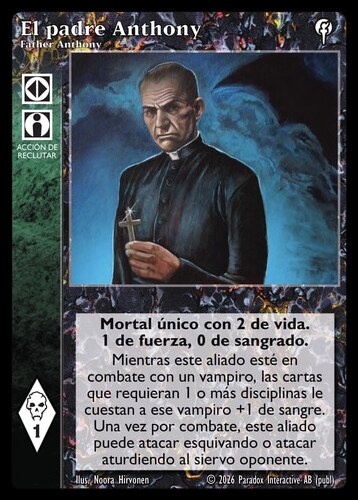 El padre Anthony
Father Anthony
ACCIÓN DE
RECLUTAR
Mortal único con 2 de vida.
1 de fuerza, 0 de sangrado.
Mientras este aliado esté en
combate con un vampiro, las cartas
que requieran 1 o más disciplinas le
cuestan a ese vampiro +1 de sangre.
Una vez por combate, este aliado
puede atacar esquivando o atacar
aturdiendo al siervo oponente.
1
Ilus: Noora Hirvonen © 2026 Paradox Interactive AB (publ)